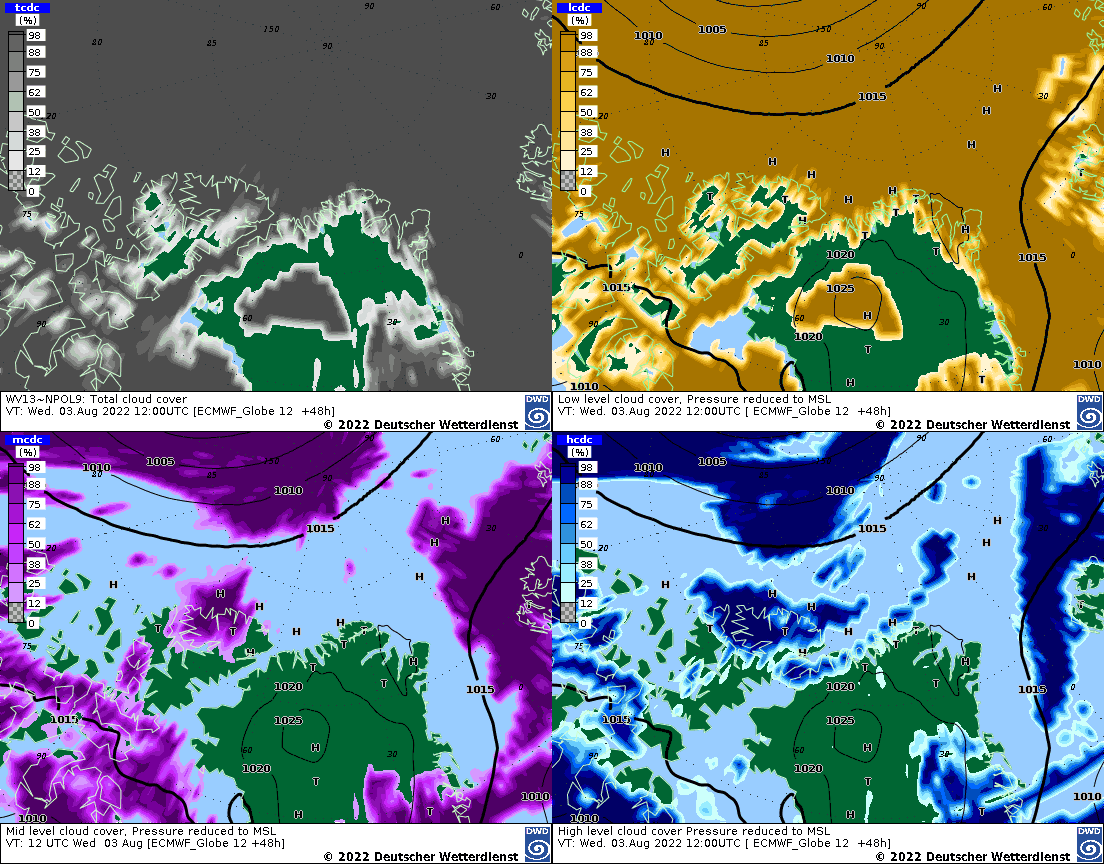 tcdc
(%)
98
88
75
62
50
38
25
12
0
90
60
150
80
85
90
30
20
75
0
60
30
90
WV13~NPOL9: Total cloud cover
VT: Wed. 03.Aug 2022 12:00UTC [ECMWF_Globe 12 +48h]
© 2022 Deutscher Wetterdienst
DWD
lcdc
(%)
98
88
75
62
50
38
25
12
0
60
1005
150
1010
20
85
90
1010
1015
H
30
H
20
H
H
H
H
T
T
H
H
T
T
H
75
H
T
T
T
0
1020
1015
1015
1025
90
60
H
30
1020
T
1010
T
H
1010
Low level cloud cover, Pressure reduced to MSL
VT: Wed. 03.Aug 2022 12:00UTC [ ECMWF_Globe 12 +48h]
© 2022 Deutscher Wetterdienst
DWD
mcdc
(%)
98
88
75
62
50
38
25
12
0
90
60
1005
150
1010
80
85
90
1010
1015
H
30
H
20
H
H
H
H
T
T
H
H
T
T
75
H
H
T
T
0
1020
1015
1015
1025
90
60
H
30
1020
T
1010
T
H
1010
Mid level cloud cover, Pressure reduced to MSL
VT: 12 UTC Wed 03 Aug [ECMWF_Globe 12 +48h]
© 2022 Deutscher Wetterdienst
DWD
hcdc
(%)
98
88
75
62
50
38
25
12
0
90
60
1005
150
1010
85
90
1010
1015
H
30
H
20
H
H
H
H
T
T
H
H
T
75
H
H
T
T
0
1020
1015
1015
1025
90
60
H
30
1020
T
1010
T
H
1010
High level cloud cover Pressure reduced to MSL
VT: Wed. 03.Aug 2022 12:00UTC [ ECMWF_Globe 12 +48h]
© 2022 Deutscher Wetterdienst
DWD